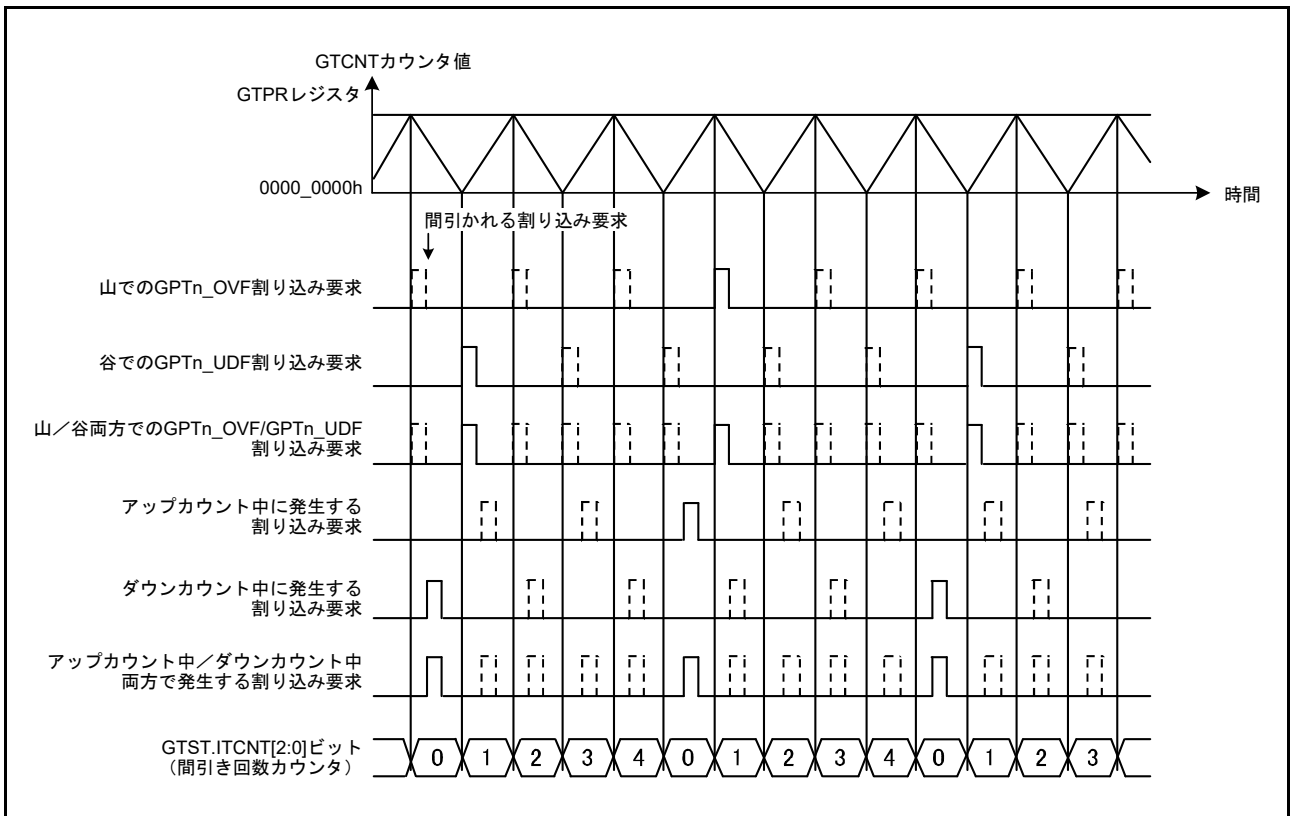 GTCNTカウンタ値
GTPRレジスタ
0000_0000h
時間
間引かれる割り込み要求
山でのGPTn_OVF割り込み要求
谷でのGPTn_UDF割り込み要求
山／谷両方でのGPTn_OVF/GPTn_UDF
割り込み要求
アップカウント中に発生する
割り込み要求
ダウンカウント中に発生する
割り込み要求
アップカウント中／ダウンカウント中
両方で発生する割り込み要求
GTST.ITCNT[2:0]ビット
（間引き回数カウンタ）
0 1 2 3 4 0 1 2 3 4 0 1 2 3